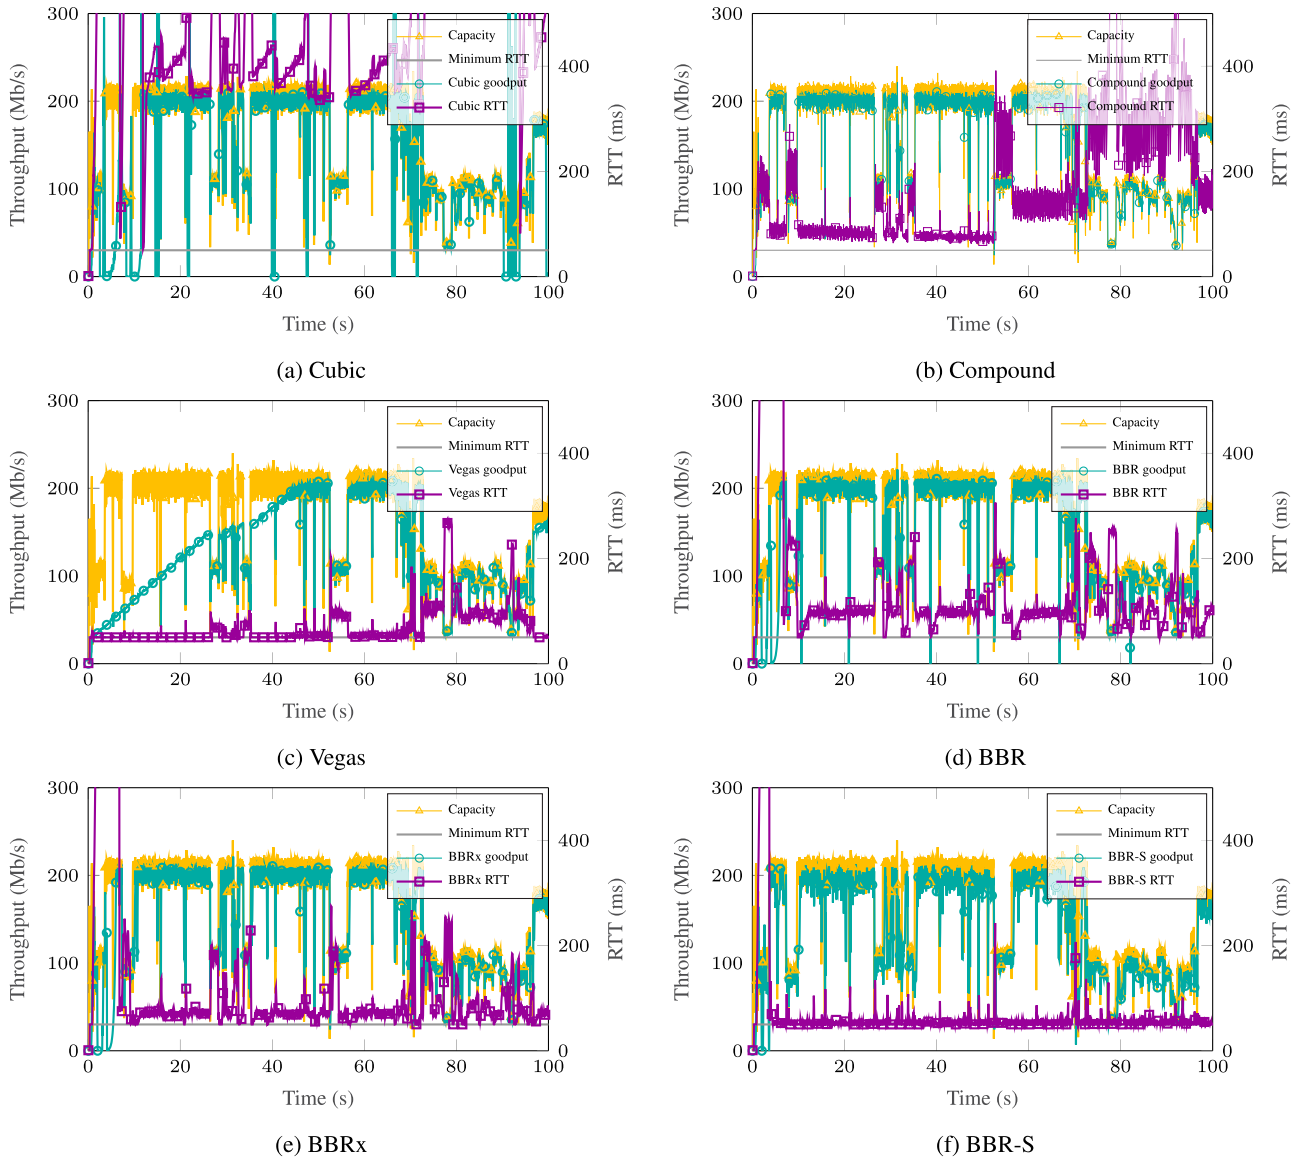 300
200
100
0
Throughput (Mb/s)
400
200
0
RTT (ms)
Capacity
Minimum RTT
Cubic goodput
Cubic RTT
0 20 40 60 80 100
Time (s)
(a) Cubic
300
200
100
0
Throughput (Mb/s)
400
200
0
RTT (ms)
Capacity
Minimum RTT
Compound goodput
Compound RTT
0 20 40 60 80 100
Time (s)
(b) Compound
300
200
100
0
Throughput (Mb/s)
400
200
0
RTT (ms)
Capacity
Minimum RTT
Vegas goodput
Vegas RTT
0 20 40 60 80 100
Time (s)
(c) Vegas
300
200
100
0
Throughput (Mb/s)
400
200
0
RTT (ms)
Capacity
Minimum RTT
BBR goodput
BBR RTT
0 20 40 60 80 100
Time (s)
(d) BBR
300
200
100
0
Throughput (Mb/s)
400
200
0
RTT (ms)
Capacity
Minimum RTT
BBRx goodput
BBRx RTT
0 20 40 60 80 100
Time (s)
(e) BBRx
300
200
100
0
Throughput (Mb/s)
400
200
0
RTT (ms)
Capacity
Minimum RTT
BBR-S goodput
BBR-S RTT
0 20 40 60 80 100
Time (s)
(f) BBR-S